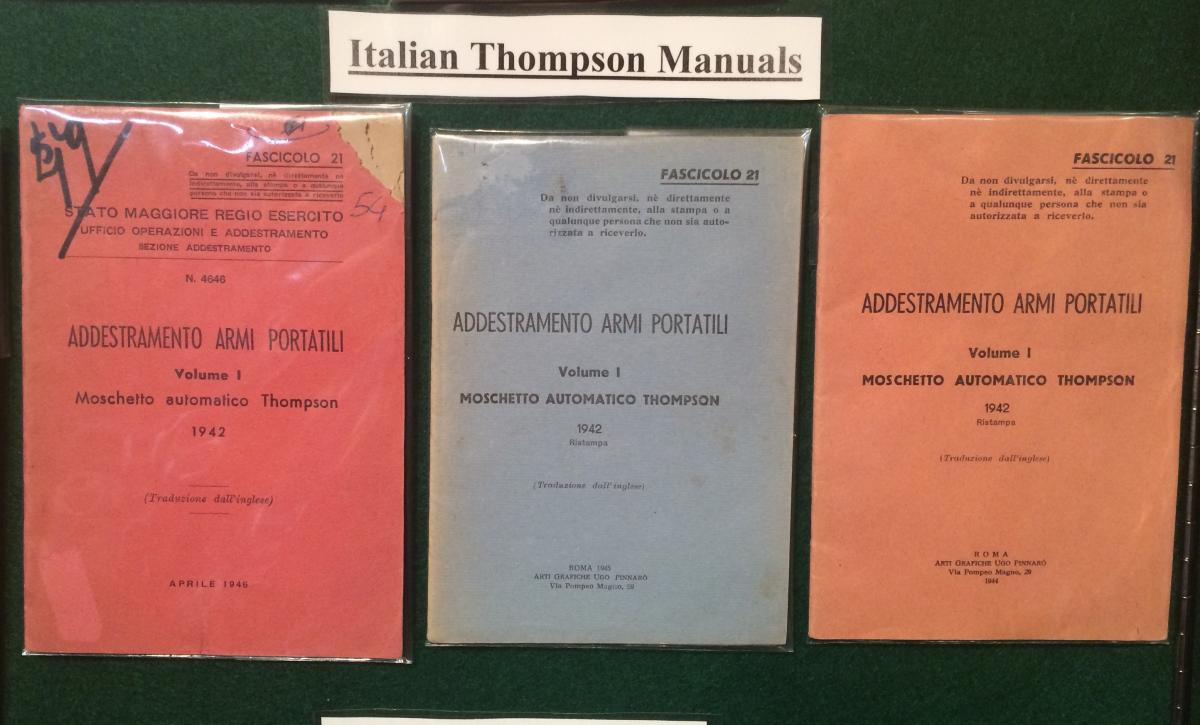 Italian Thompson Manuals
FASCICOLO 21
Da non divulgarsi, nè direttamente nè
indirettamente, alla stampa o a qualunque
persona che non sia autorizzata a riceverlo
STATO MAGGIORE REGIO ESERCITO
54
UFFICIO OPERAZIONI E ADDESTRAMENTO
SEZIONE ADDESTRAMENTO
N. 4646
ADDESTRAMENTO ARMI PORTATILI
Volume I
Moschetto automatico Thompson
1942
(Traduzione dall'inglese)
APRILE 1946
FASCICOLO 21
Da non divulgarsi, nè direttamente
nè indirettamente, alla stampa o a
qualunque persona che non sia auto-
rizzata a riceverlo.
ADDESTRAMENTO ARMI PORTATILI
Volume I
MOSCHETTO AUTOMATICO THOMPSON
1942
Ristampa
(Traduzione dall'inglese)
ROMA 1945
ARTI GRAFICHE UGO PINNARÒ
Via Pompeo Magno, 29
FASCICOLO 21
Da non divulgarsi, nè direttamente
nè indirettamente, alla stampa o
a qualunque persona che non sia
autorizzata a riceverlo.
ADDESTRAMENTO ARMI PORTATILI
Volume I
MOSCHETTO AUTOMATICO THOMPSON
1942
Ristampa
(Traduzione dall'inglese)
ROMA
ARTI GRAFICHE UGO PINNARÒ
Via Pompeo Magno, 29
1944